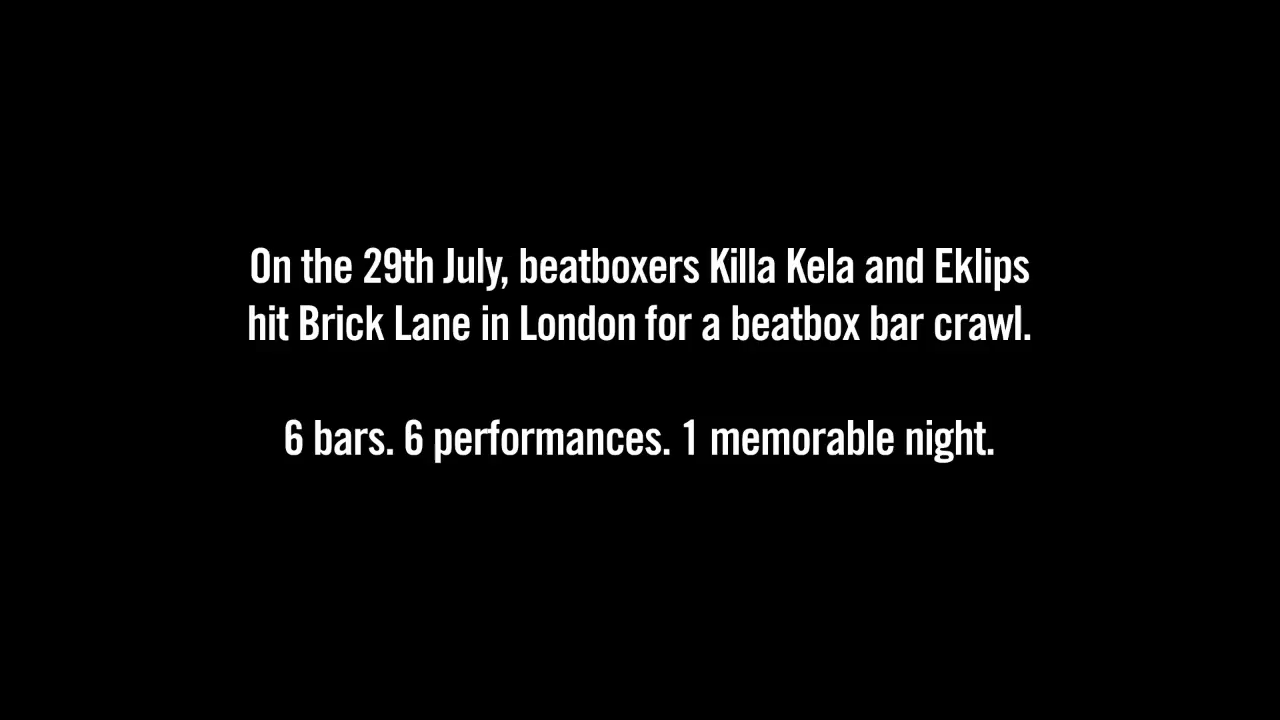 On the 29th July, beatboxers Killa Kela and Eklips
hit Brick Lane in London for a beatbox bar crawl.
6 bars. 6 performances. 1 memorable night.